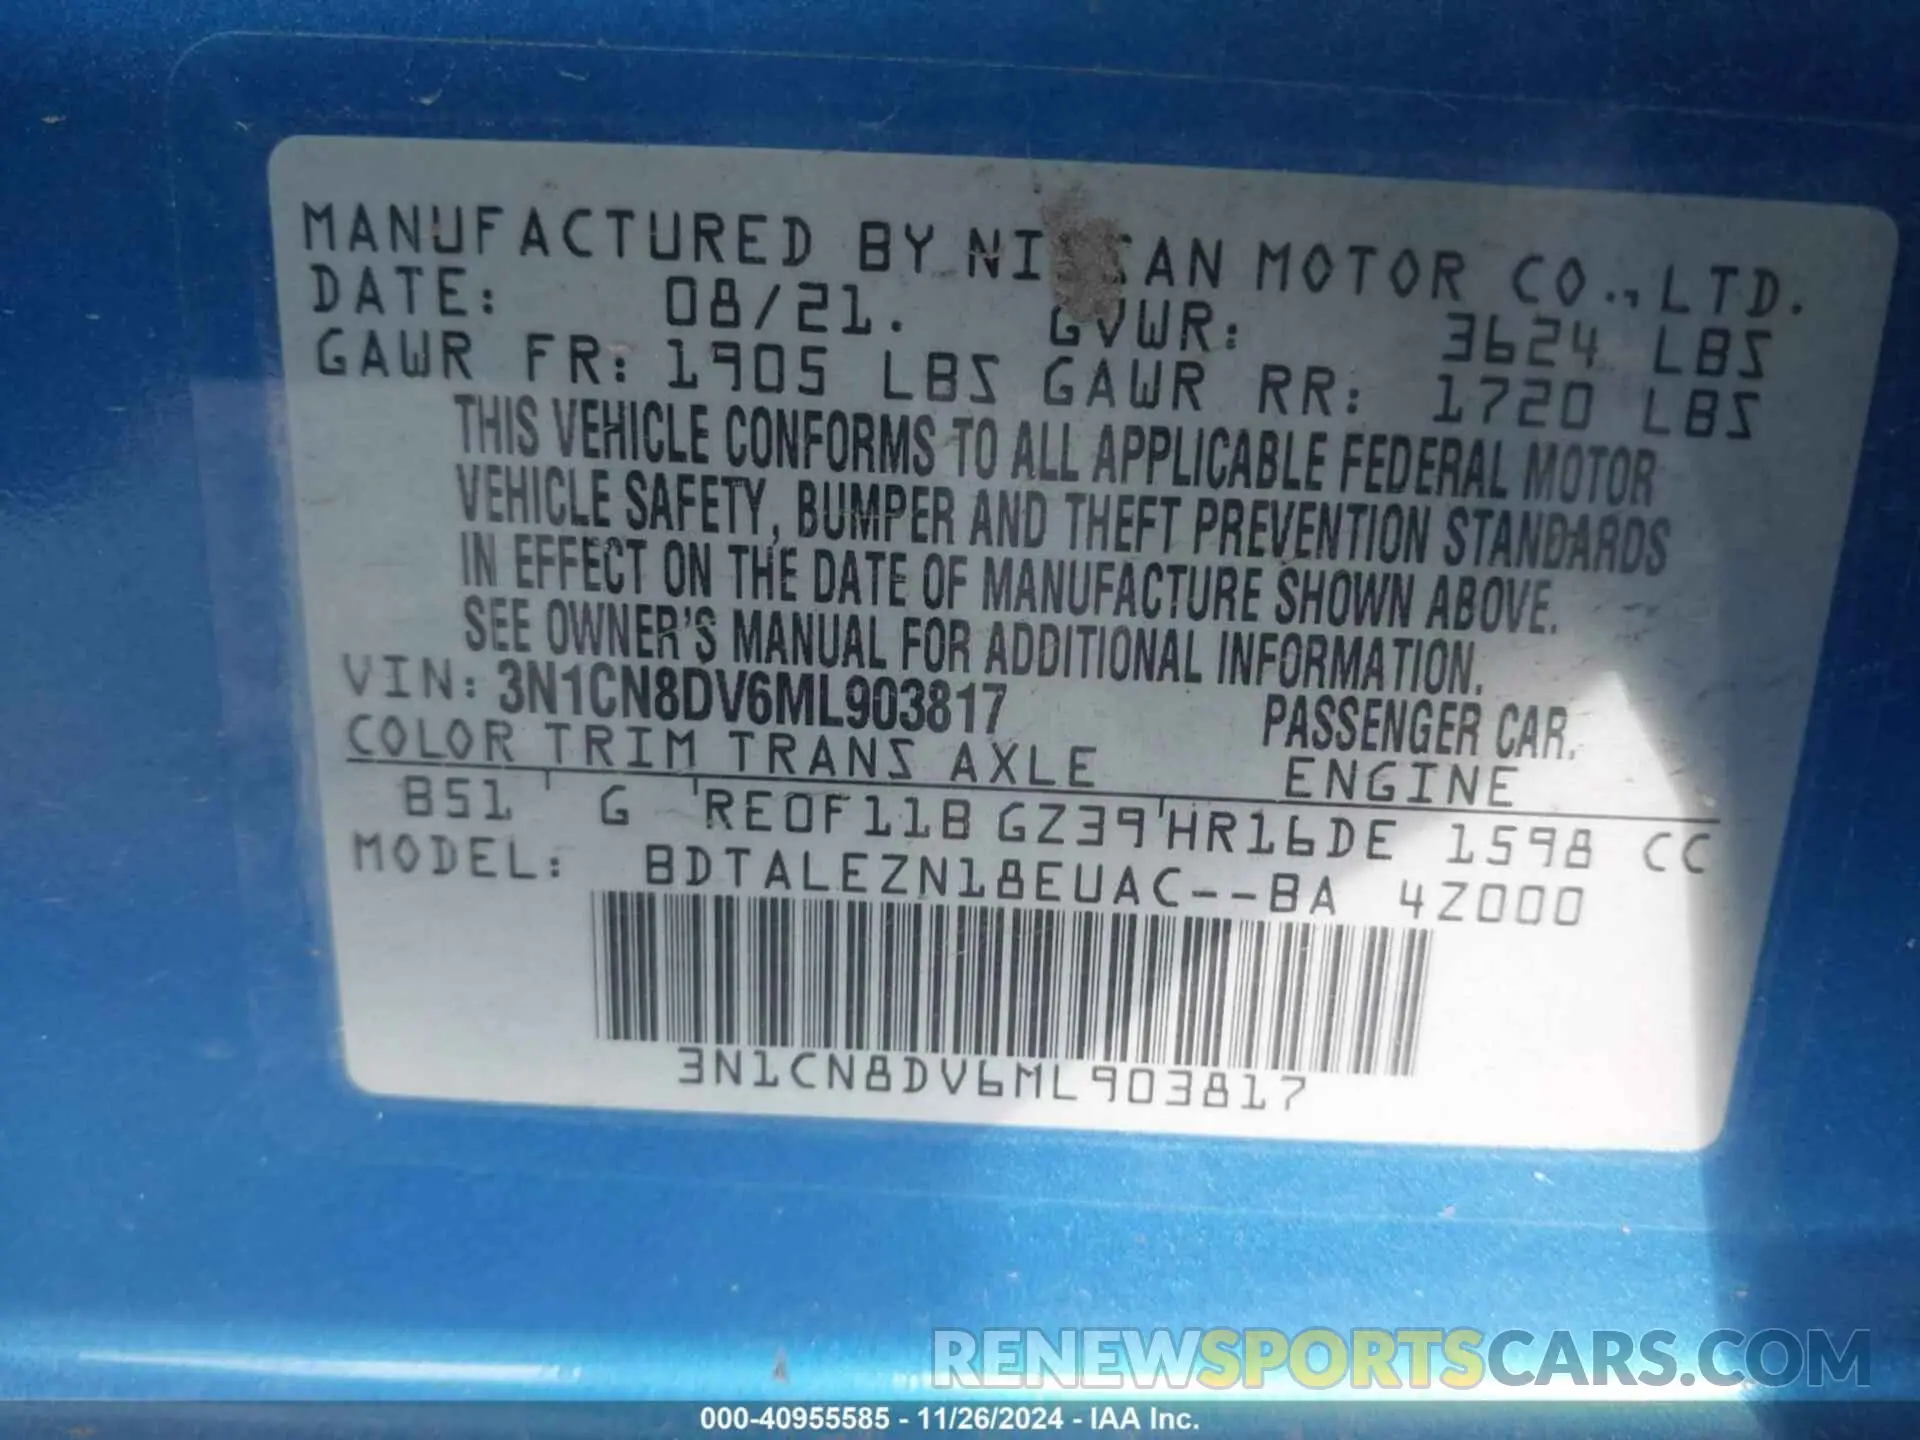 MANUFACTURED BY NISSAN MOTOR CO., LTD.
DATE: 08/21. GVWR: 3624 LBS
GAWR FR: 1905 LBS GAWR RR: 1720 LBS
THIS VEHICLE CONFORMS TO ALL APPLICABLE FEDERAL MOTOR
VEHICLE SAFETY, BUMPER AND THEFT PREVENTION STANDARDS
IN EFFECT ON THE DATE OF MANUFACTURE SHOWN ABOVE.
SEE OWNER'S MANUAL FOR ADDITIONAL INFORMATION.
VIN: 3N1CN8DV6ML903817 PASSENGER CAR.
COLOR TRIM TRANS AXLE ENGINE
B51 G RE0F11B GZ39 HR16DE 1598 CC
MODEL: BDTALEZN18EUAC--BA 4Z000
3N1CN8DV6ML903817
RENEWSPORTSCARS.COM
000-40955585 - 11/26/2024 - IAA Inc.